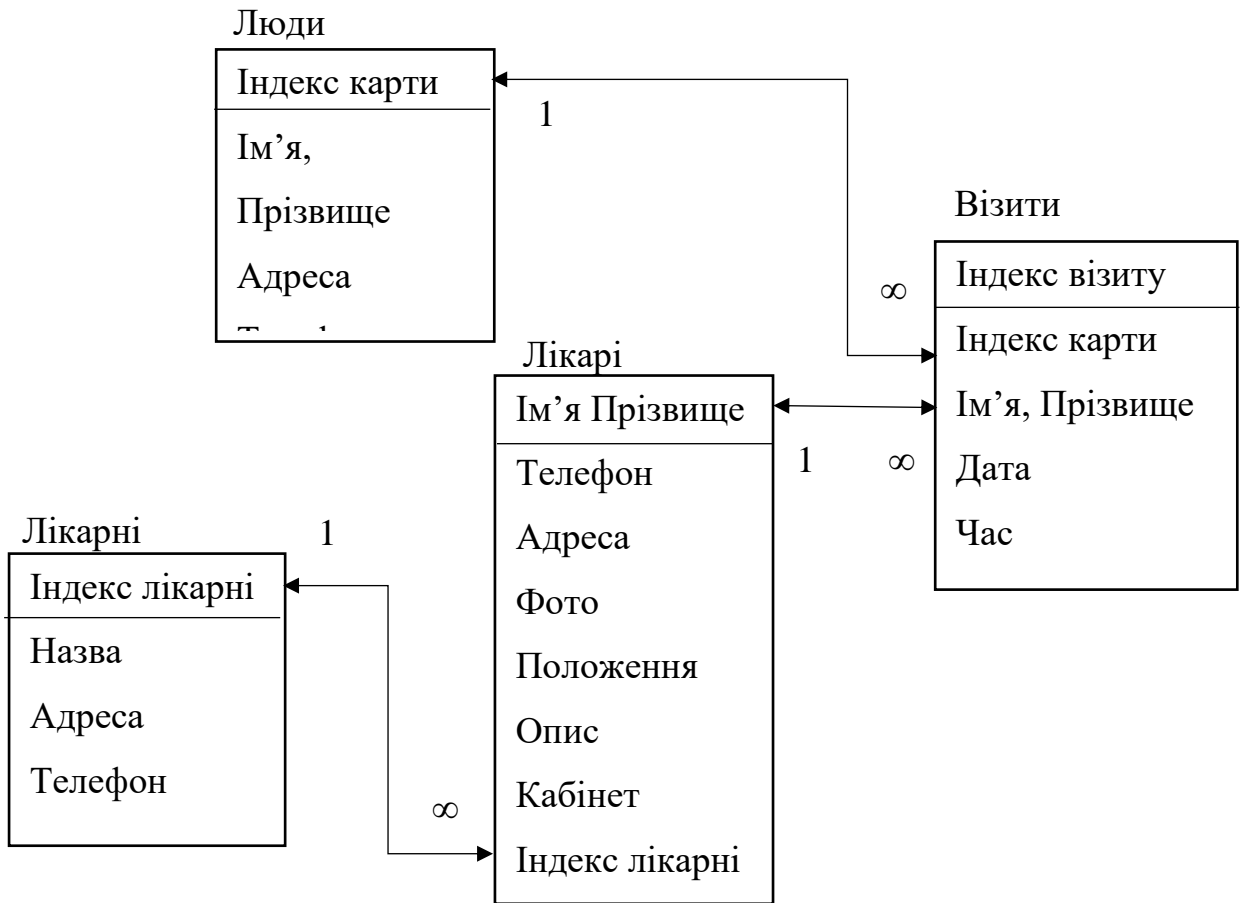 Люди
Індекс карти
1
Ім’я,
Прізвище
Адреса
Візити
Індекс візиту
∞
Індекс карти
Ім’я, Прізвище
Дата
Час
Лікарі
Ім’я Прізвище
1
∞
Телефон
Адреса
Фото
Положення
Опис
Кабінет
Індекс лікарні
Лікарні
1
Індекс лікарні
Назва
Адреса
Телефон
∞